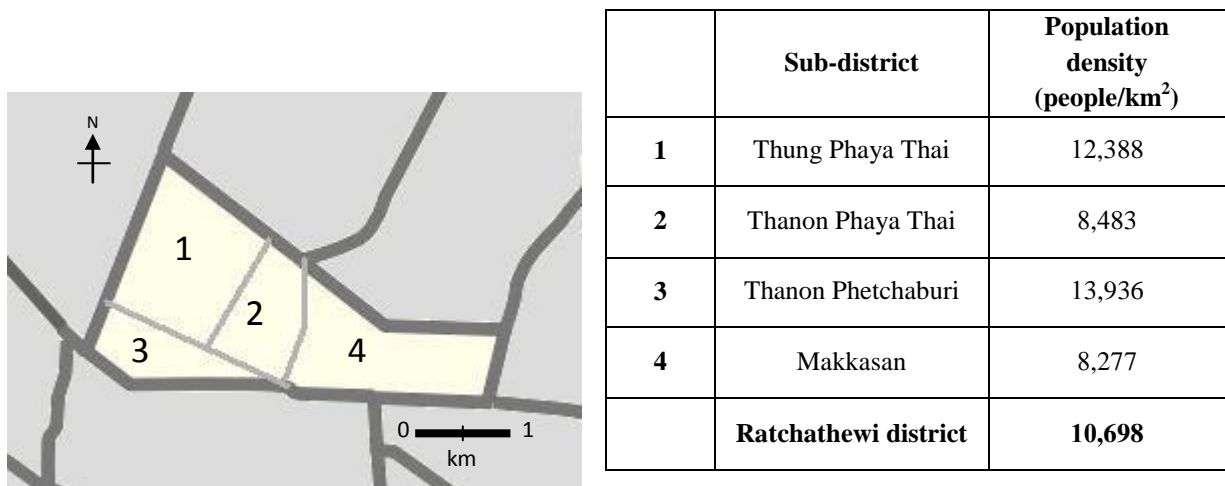 N
1
2
3
4
0 1
km
Sub-district Population density (people/km²)
1 Thung Phaya Thai 12,388
2 Thanon Phaya Thai 8,483
3 Thanon Phetchaburi 13,936
4 Makkasan 8,277
Ratchathewi district 10,698